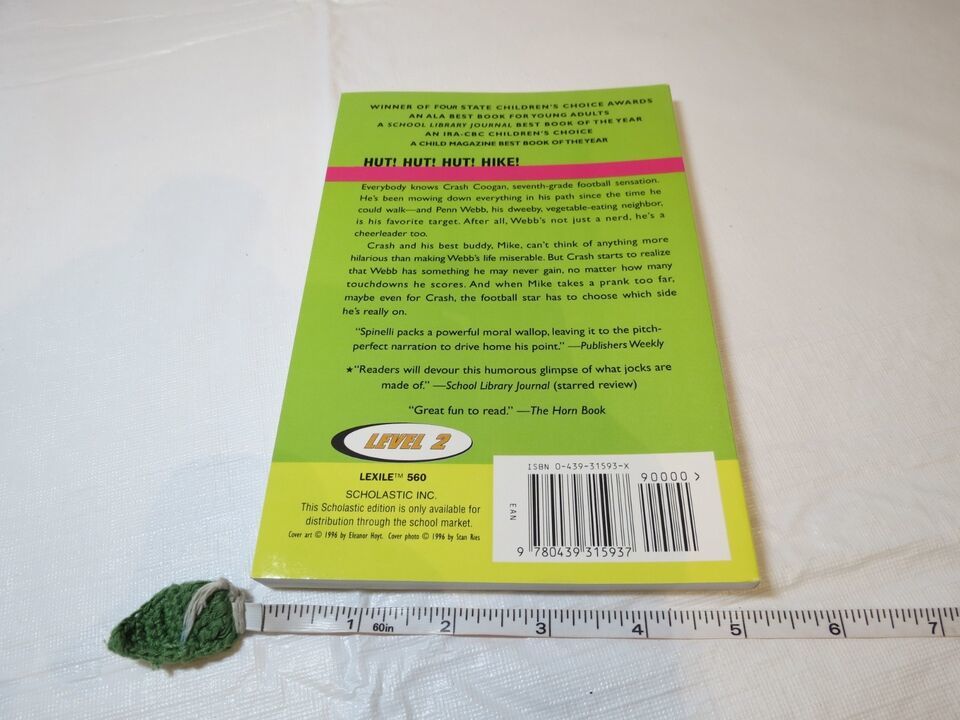 WINNER OF FOUR STATE CHILDREN'S CHOICE AWARDS
AN ALA BEST BOOK FOR YOUNG ADULTS
A SCHOOL LIBRARY JOURNAL BEST BOOK OF THE YEAR
AN IRA-CBC CHILDREN'S CHOICE
A CHILD MAGAZINE BEST BOOK OF THE YEAR
HUT! HUT! HUT! HIKE!
Everybody knows Crash Coogan, seventh-grade football sensation.
He's been mowing down everything in his path since the time he
could walk—and Penn Webb, his dweeby, vegetable-eating neighbor,
is his favorite target. After all, Webb's not just a nerd, he's a
cheerleader too.
Crash and his best buddy, Mike, can't think of anything more
hilarious than making Webb's life miserable. But Crash starts to realize
that Webb has something he may never gain, no matter how many
touchdowns he scores. And when Mike takes a prank too far,
maybe even for Crash, the football star has to choose which side
he's really on.
"Spinelli packs a powerful moral wallop, leaving it to the pitch-
perfect narration to drive home his point." —Publishers Weekly
★"Readers will devour this humorous glimpse of what jocks are
made of." —School Library Journal (starred review)
"Great fun to read." —The Horn Book
LEVEL 2
LEXILE™ 560
SCHOLASTIC INC.
This Scholastic edition is only available for
distribution through the school market.
Cover art © 1996 by Eleanor Hoyt. Cover photo © 1996 by Stan Ries
ISBN 0-439-31593-X
90000 >
EAN
9 780439 315937
1 60in 2 3 4 5 6 7